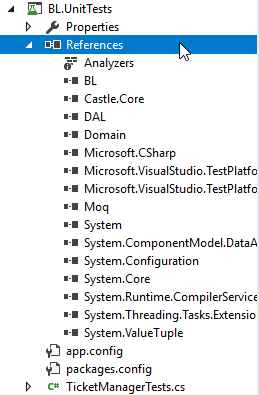 BL.UnitTests
Properties
References
Analyzers
BL
Castle.Core
DAL
Domain
Microsoft.CSharp
Microsoft.VisualStudio.TestPlatfo
Microsoft.VisualStudio.TestPlatfo
Moq
System
System.ComponentModel.DataA
System.Configuration
System.Core
System.Runtime.CompilerService
System.Threading.Tasks.Extension
System.ValueTuple
app.config
packages.config
C# TicketManagerTests.cs